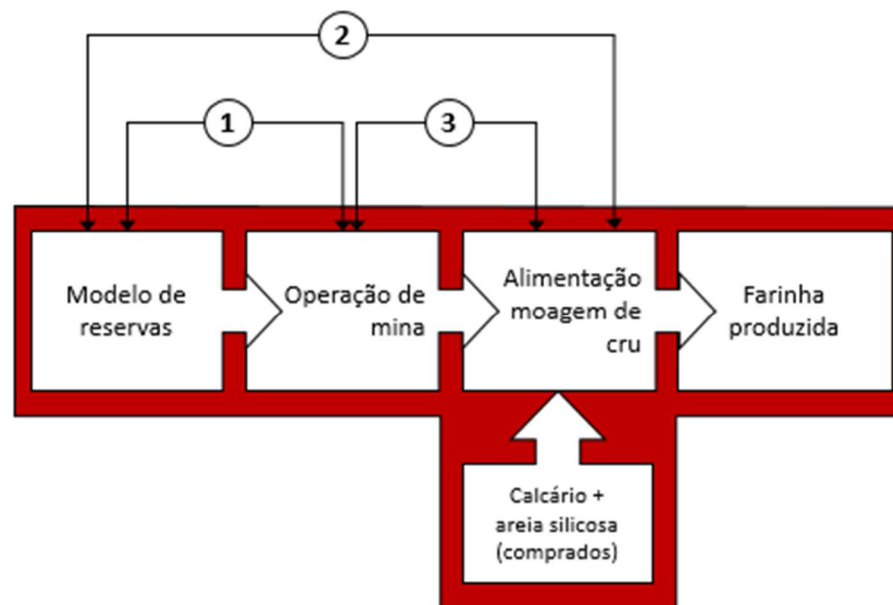 2
1
3
Modelo de
reservas
Operação de
mina
Alimentação
moagem de
cru
Farinha
produzida
Calcário +
areia silicosa
(comprados)